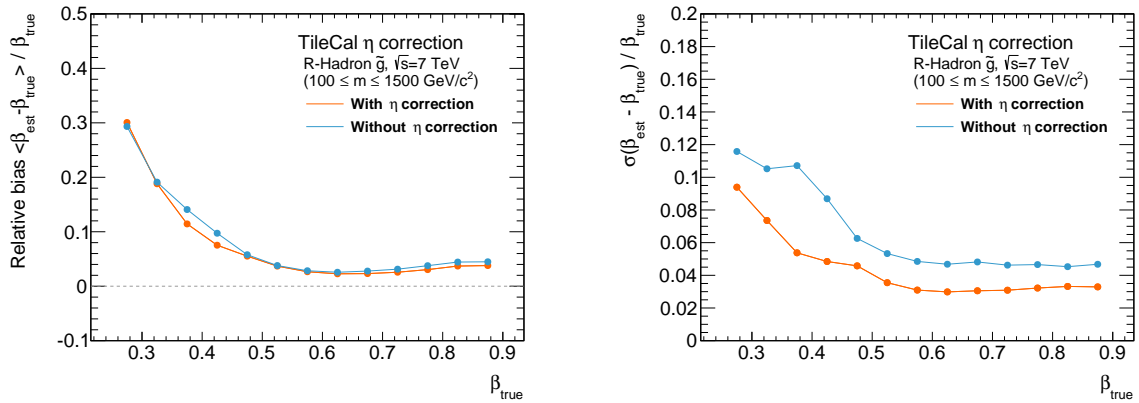 0.5
0.4
0.3
0.2
0.1
0
-0.1
Relative bias <β_est - β_true> / β_true
TileCal η correction
R-Hadron g̃, √s=7 TeV
(100 ≤ m ≤ 1500 GeV/c²)
With η correction
Without η correction
0.3 0.4 0.5 0.6 0.7 0.8 0.9
β_true
0.2
0.18
0.16
0.14
0.12
0.1
0.08
0.06
0.04
0.02
0
σ(β_est - β_true) / β_true
TileCal η correction
R-Hadron g̃, √s=7 TeV
(100 ≤ m ≤ 1500 GeV/c²)
With η correction
Without η correction
0.3 0.4 0.5 0.6 0.7 0.8 0.9
β_true